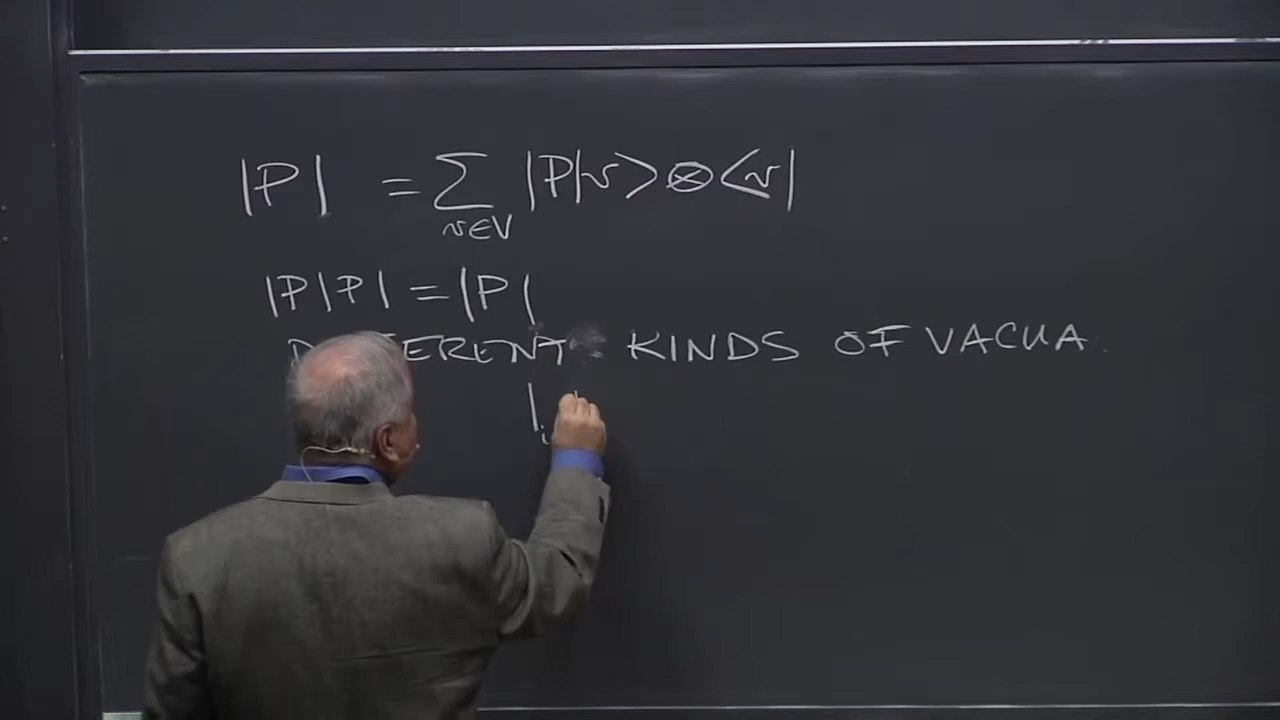 |P| = ∑ |P|v>⊗<v|
v∈V
|P|P| = |P|
KINDS OF VACUA
|i